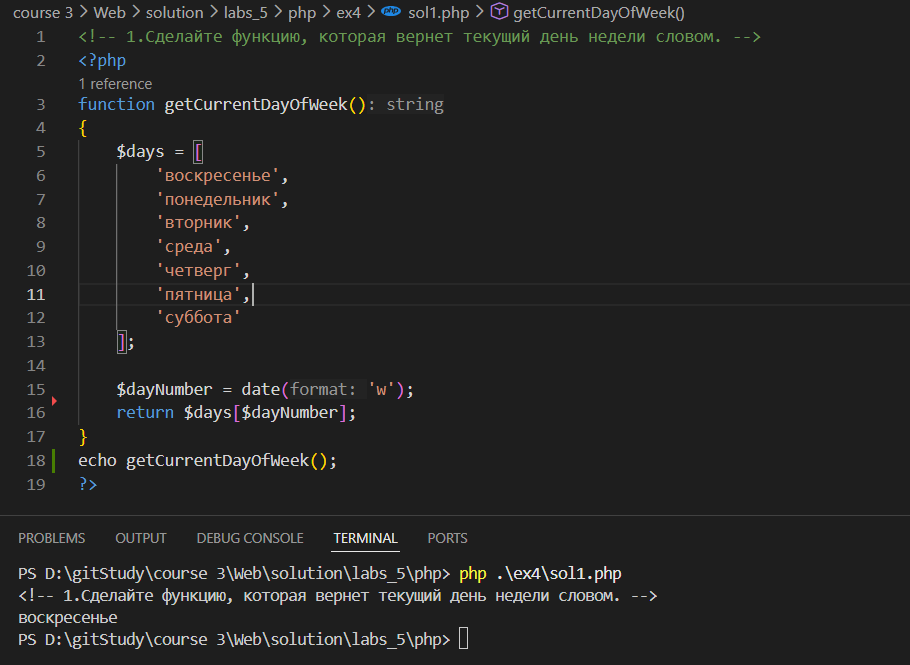 course 3 > Web > solution > labs_5 > php > ex4 > php sol1.php > getCurrentDayOfWeek()
1 <!-- 1.Сделайте функцию, которая вернет текущий день недели словом. -->
2 <?php
1 reference
3 function getCurrentDayOfWeek(): string
4 {
5 $days = [
6 'воскресенье',
7 'понедельник',
8 'вторник',
9 'среда',
10 'четверг',
11 'пятница',
12 'суббота'
13 ];
14
15 $dayNumber = date(format: 'w');
16 return $days[$dayNumber];
17 }
18 echo getCurrentDayOfWeek();
19 ?>
PROBLEMS OUTPUT DEBUG CONSOLE TERMINAL PORTS
PS D:\gitStudy\course 3\Web\solution\labs_5\php> php .\ex4\sol1.php
<!-- 1.Сделайте функцию, которая вернет текущий день недели словом. -->
воскресенье
PS D:\gitStudy\course 3\Web\solution\labs_5\php>